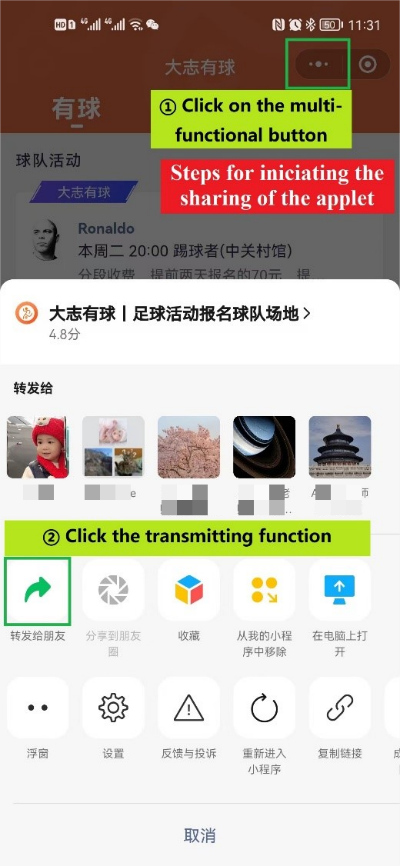 HD 4G 4G 50 11:31
大志有球
① Click on the multi-
functional button
有球
球队活动
Steps for iniciating the
sharing of the applet
大志有球
Ronaldo
本周二 20:00 踢球者(中关村馆)
分段收费，提前两天报名的70元，提...
大志有球丨足球活动报名球队场地
4.8分
转发给
② Click the transmitting function
转发给朋友
分享到朋友
圈
收藏
从我的小程
序中移除
在电脑上打
开
浮窗
设置
反馈与投诉
重新进入
小程序
复制链接
取消